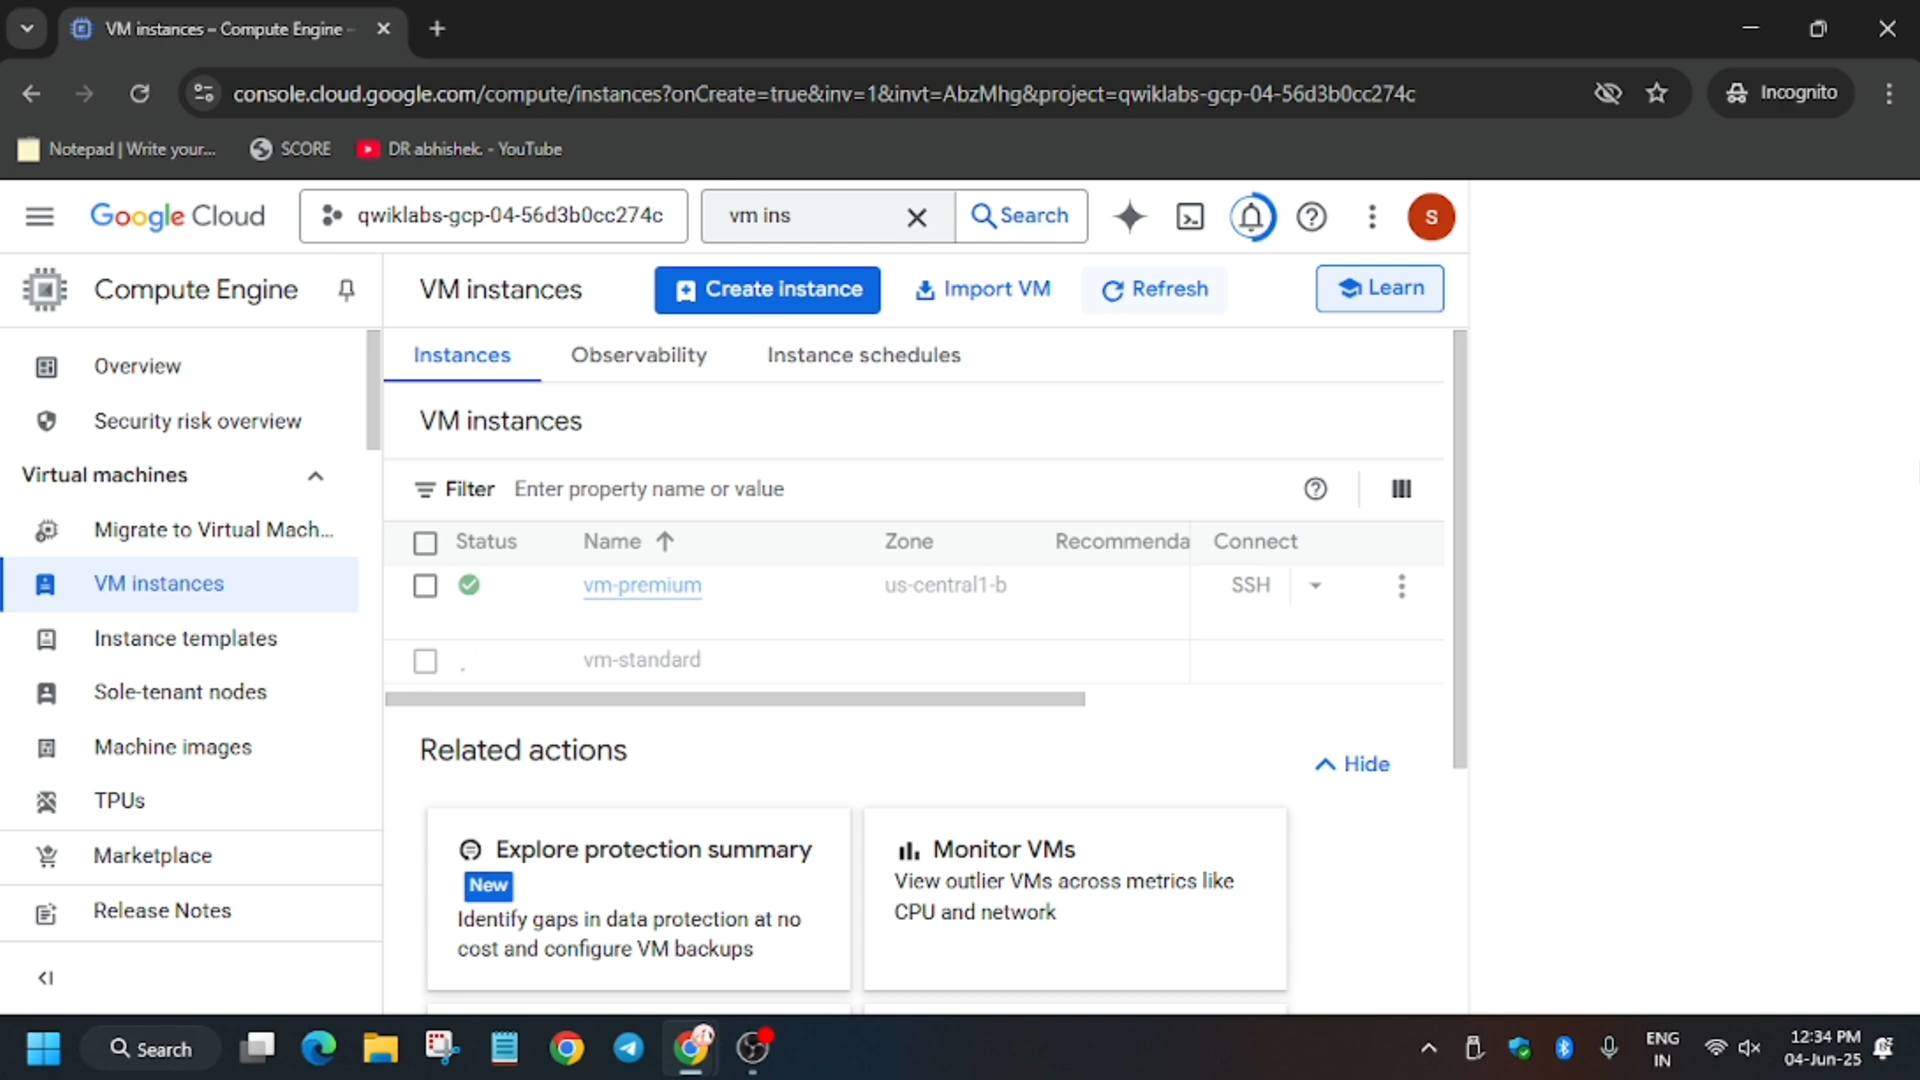 VM instances – Compute Engine –
console.cloud.google.com/compute/instances?onCreate=true&inv=1&invt=AbzMhg&project=qwiklabs-gcp-04-56d3b0cc274c
Incognito
Notepad | Write your...
SCORE
DR abhishek. - YouTube
Google Cloud
qwiklabs-gcp-04-56d3b0cc274c
vm ins
Search
S
Compute Engine
VM instances
Create instance
Import VM
Refresh
Learn
Overview
Security risk overview
Virtual machines
Migrate to Virtual Mach...
VM instances
Instance templates
Sole-tenant nodes
Machine images
TPUs
Marketplace
Release Notes
Instances
Observability
Instance schedules
VM instances
Filter
Enter property name or value
Status
Name
Zone
Recommenda
Connect
vm-premium
us-central1-b
SSH
vm-standard
Related actions
Hide
Explore protection summary
New
Identify gaps in data protection at no
cost and configure VM backups
Monitor VMs
View outlier VMs across metrics like
CPU and network
Search
ENG
IN
12:34 PM
04-Jun-25